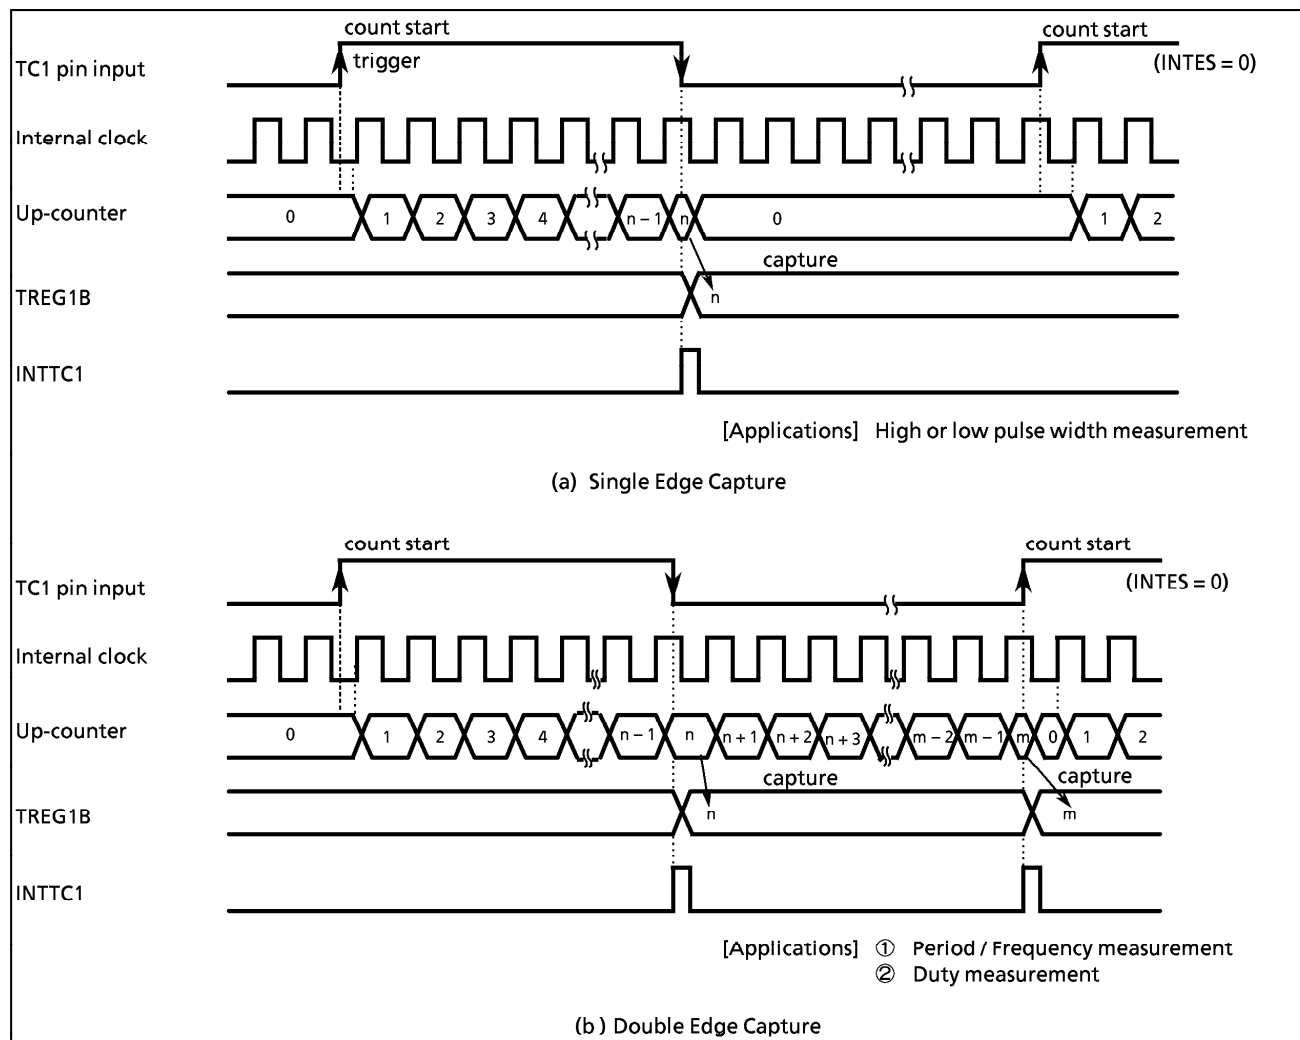 count start
count start
TC1 pin input
trigger
(INTES = 0)
Internal clock
Up-counter
0 1 2 3 4 n – 1 n 0 1 2
capture
TREG1B
n
INTTC1
[Applications] High or low pulse width measurement
(a) Single Edge Capture
count start
count start
TC1 pin input
(INTES = 0)
Internal clock
Up-counter
0 1 2 3 4 n – 1 n n + 1 n + 2 n + 3 m – 2 m – 1 m 0 1 2
capture
capture
TREG1B
n
m
INTTC1
[Applications] ① Period / Frequency measurement
② Duty measurement
(b) Double Edge Capture